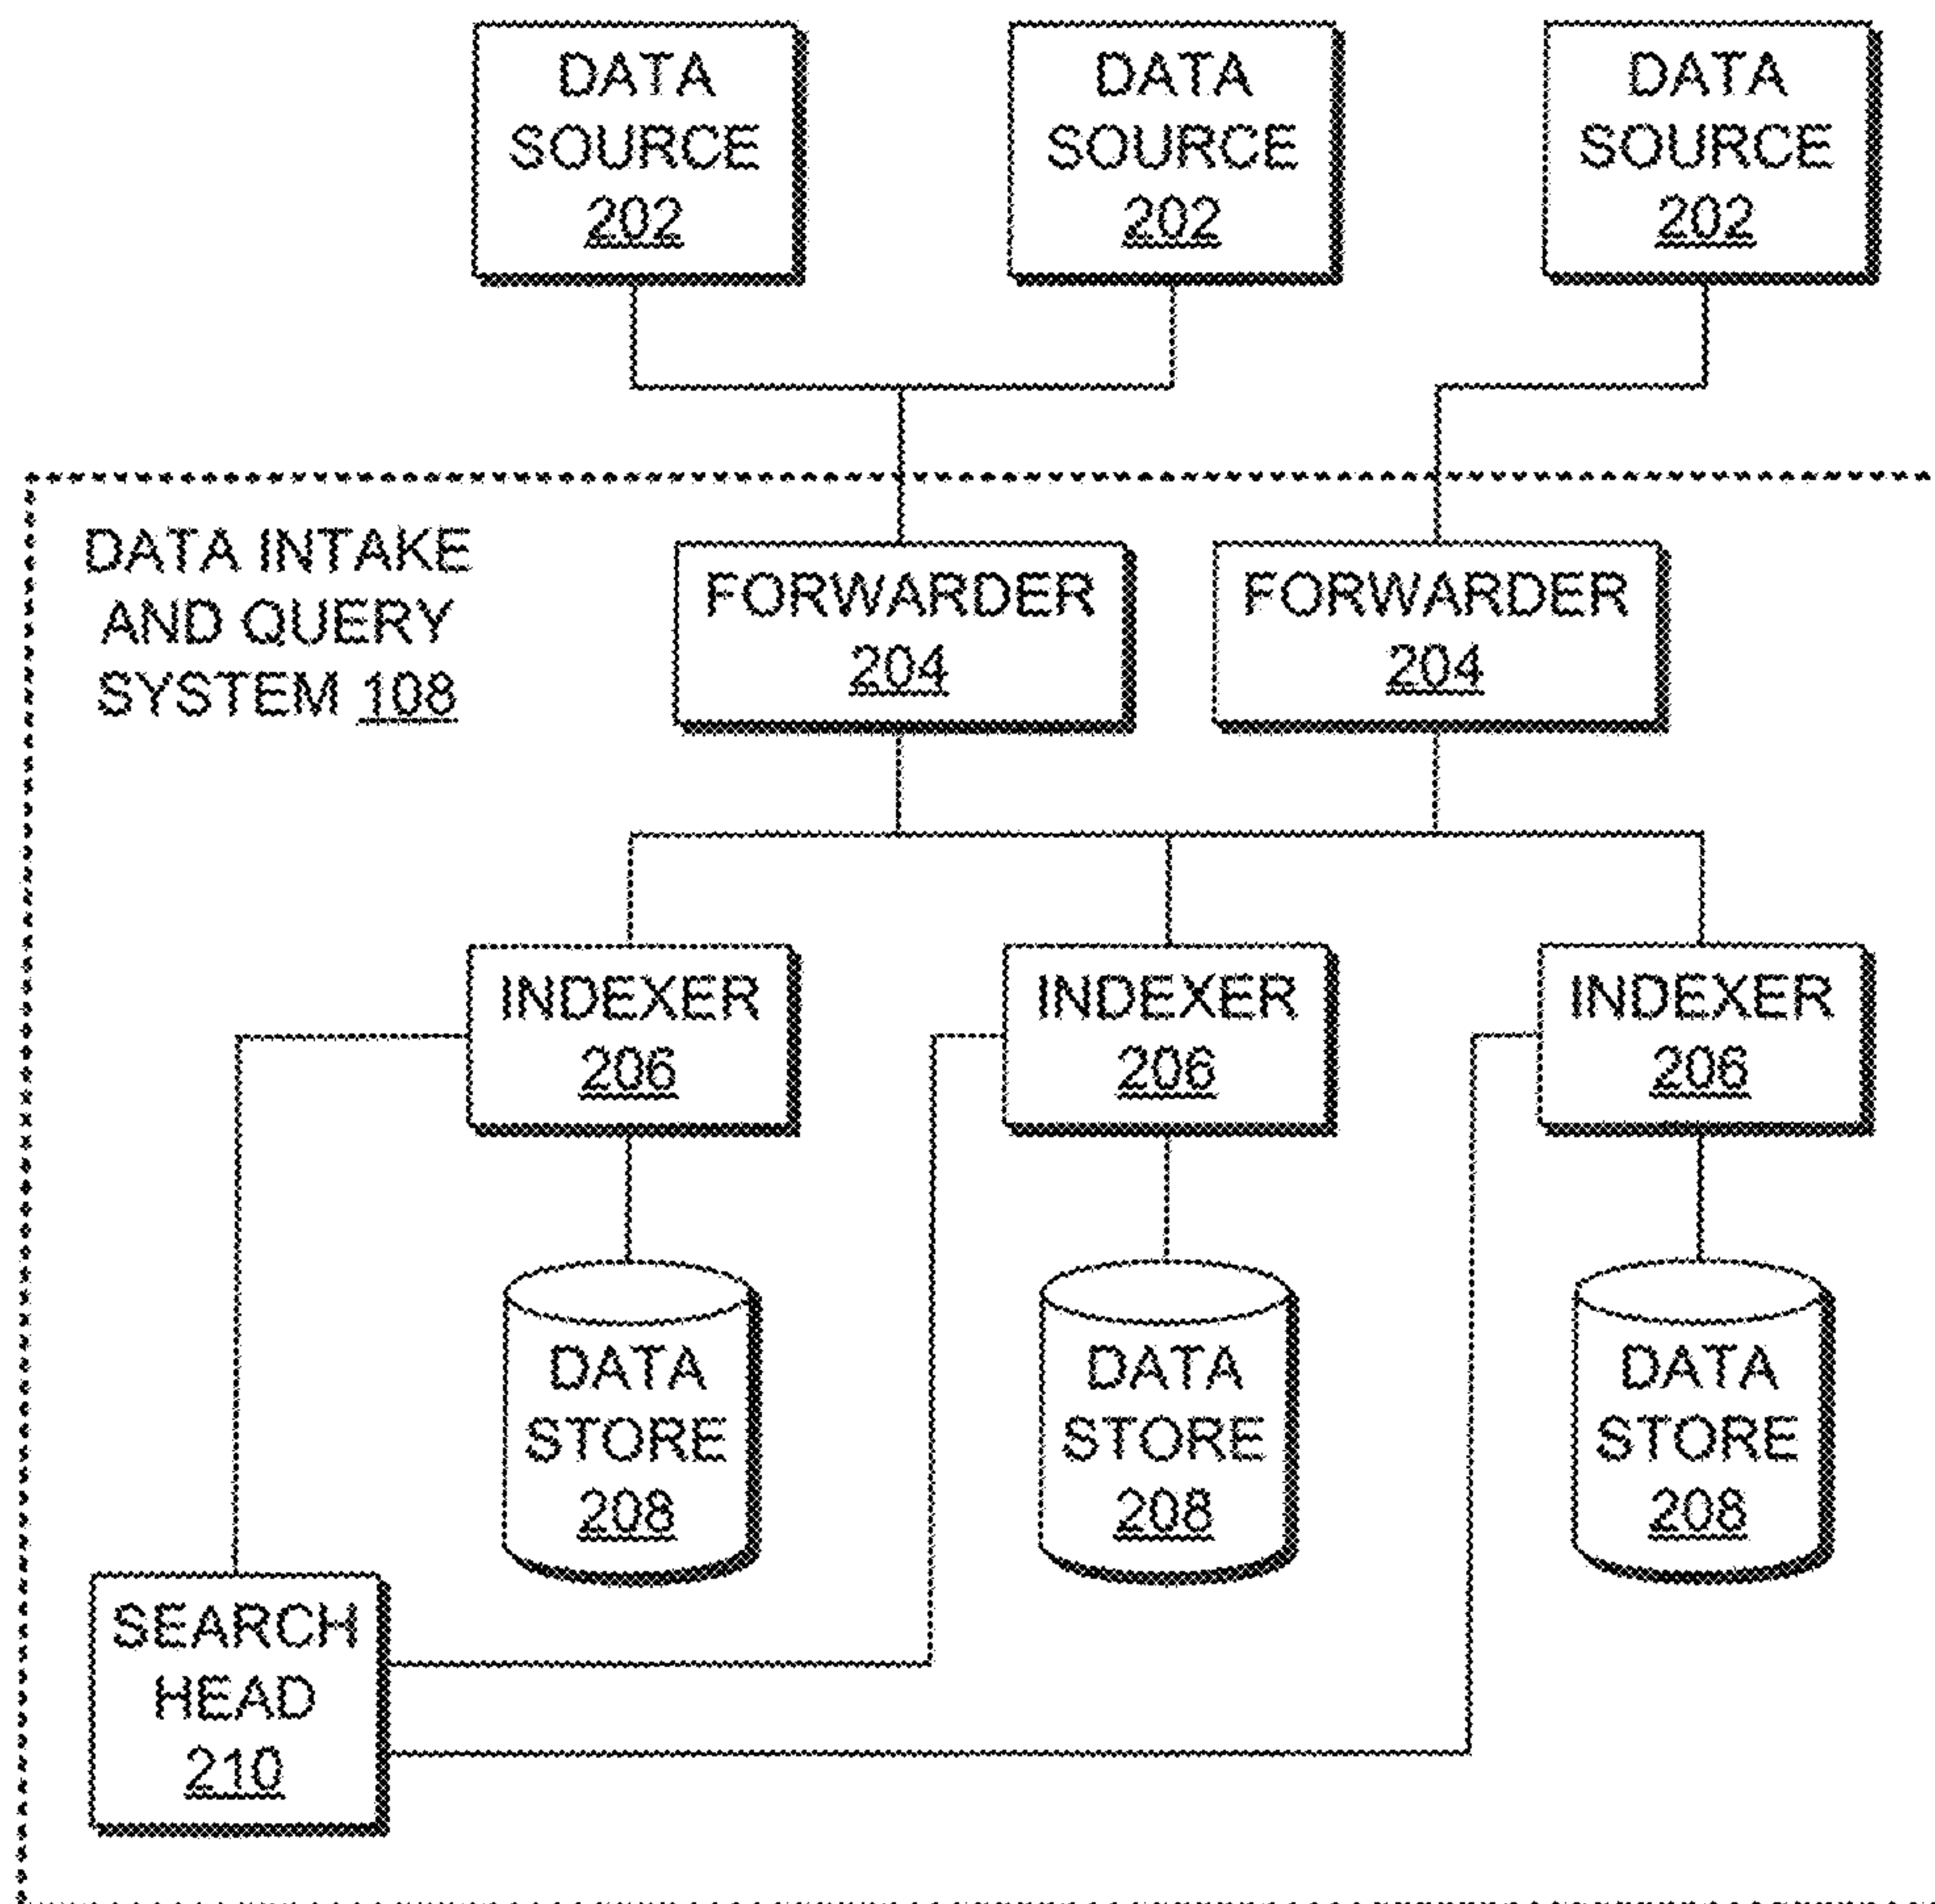 DATA
SOURCE
202
DATA
SOURCE
202
DATA
SOURCE
202
DATA INTAKE
AND QUERY
SYSTEM 108
FORWARDER
204
FORWARDER
204
INDEXER
206
INDEXER
206
INDEXER
206
DATA
STORE
208
DATA
STORE
208
DATA
STORE
208
SEARCH
HEAD
210